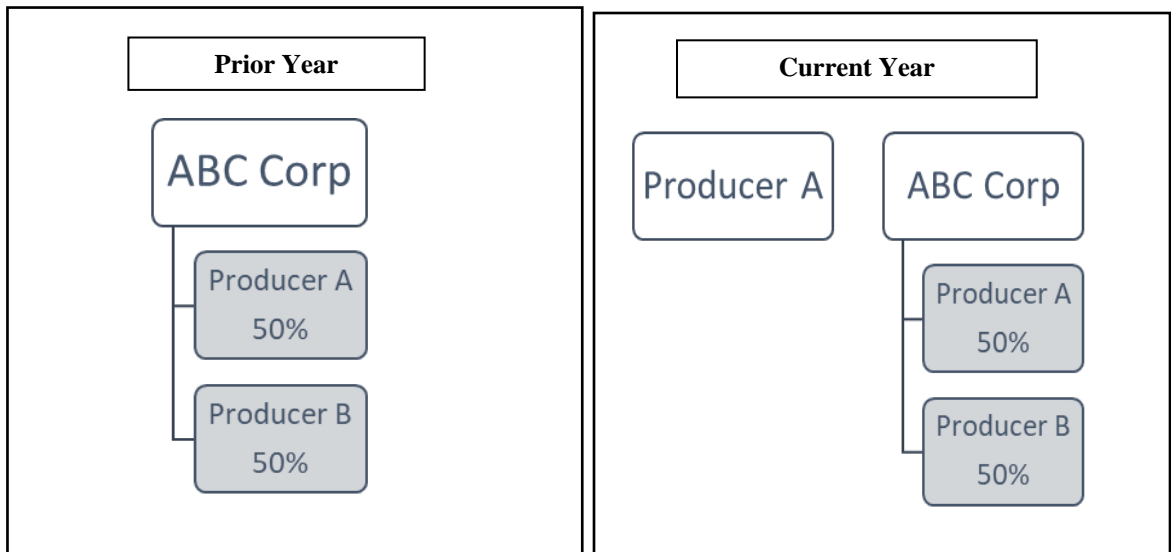 Prior Year
ABC Corp
Producer A
50%
Producer B
50%
Current Year
Producer A
ABC Corp
Producer A
50%
Producer B
50%